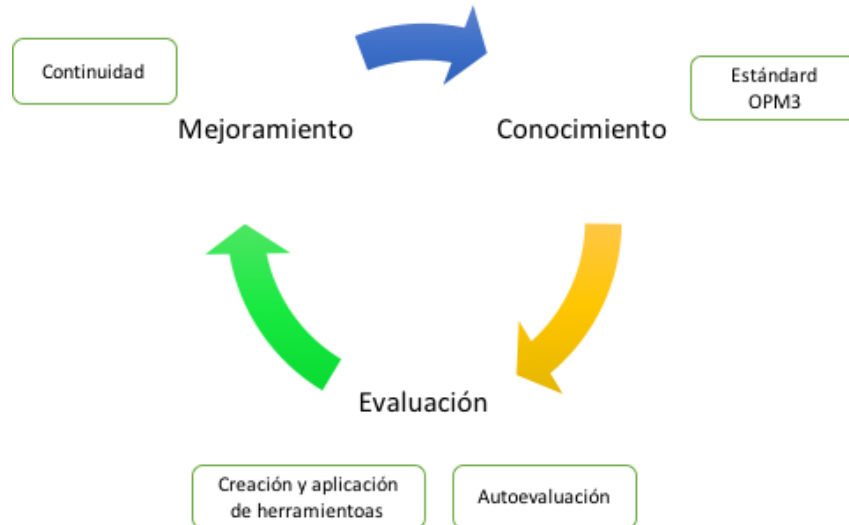 Continuidad
Estándard
OPM3
Mejoramiento
Conocimiento
Evaluación
Creación y aplicación
de herramientoas
Autoevaluación